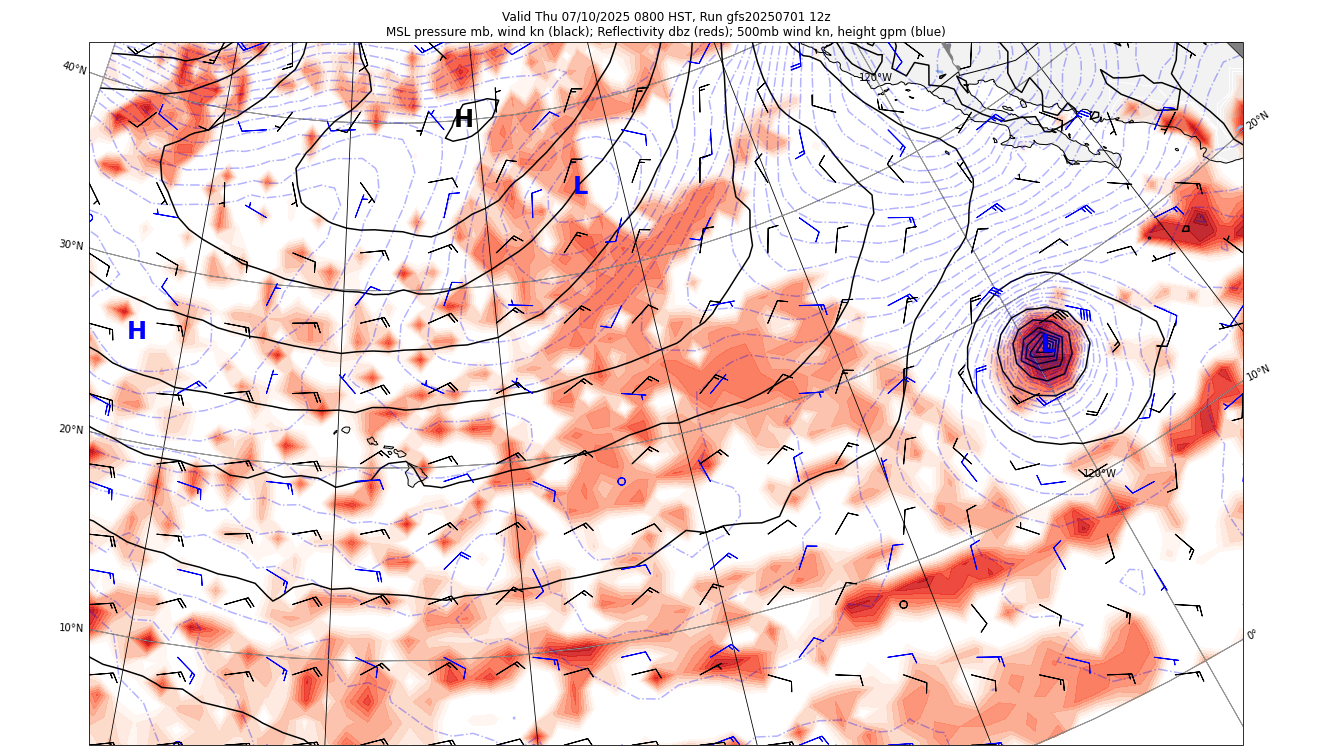 Valid Thu 07/10/2025 0800 HST, Run gfs20250701 12z
MSL pressure mb, wind kn (black); Reflectivity dbz (reds); 500mb wind kn, height gpm (blue)
40°N
120°W
H
20°N
L
30°N
H
L
10°N
20°N
120°W
10°N
0°